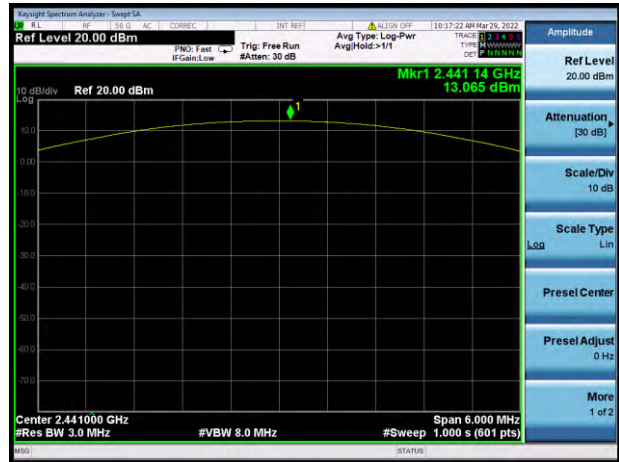 Keysight Spectrum Analyzer - Swept SA
RL RF 50 Ω AC CORREC INT REF ALIGN OFF 10:17:22 AM Mar 29, 2022
Ref Level 20.00 dBm
PNO: Fast
IFGain:Low
Trig: Free Run
#Atten: 30 dB
Avg Type: Log-Pwr
Avg|Hold:>1/1
TRACE 1 2 3 4 5 6
TYPE M WWWWW
DET P NNNNN
Mkr1 2.441 14 GHz
13.065 dBm
10 dB/div Ref 20.00 dBm
Log
1
10.0
0.00
-10.0
-20.0
-30.0
-40.0
-50.0
-60.0
-70.0
Center 2.441000 GHz Span 6.000 MHz
#Res BW 3.0 MHz #VBW 8.0 MHz #Sweep 1.000 s (601 pts)
MSG STATUS
Amplitude
Ref Level
20.00 dBm
Attenuation
[30 dB]
Scale/Div
10 dB
Scale Type
Log Lin
Presel Center
Presel Adjust
0 Hz
More
1 of 2